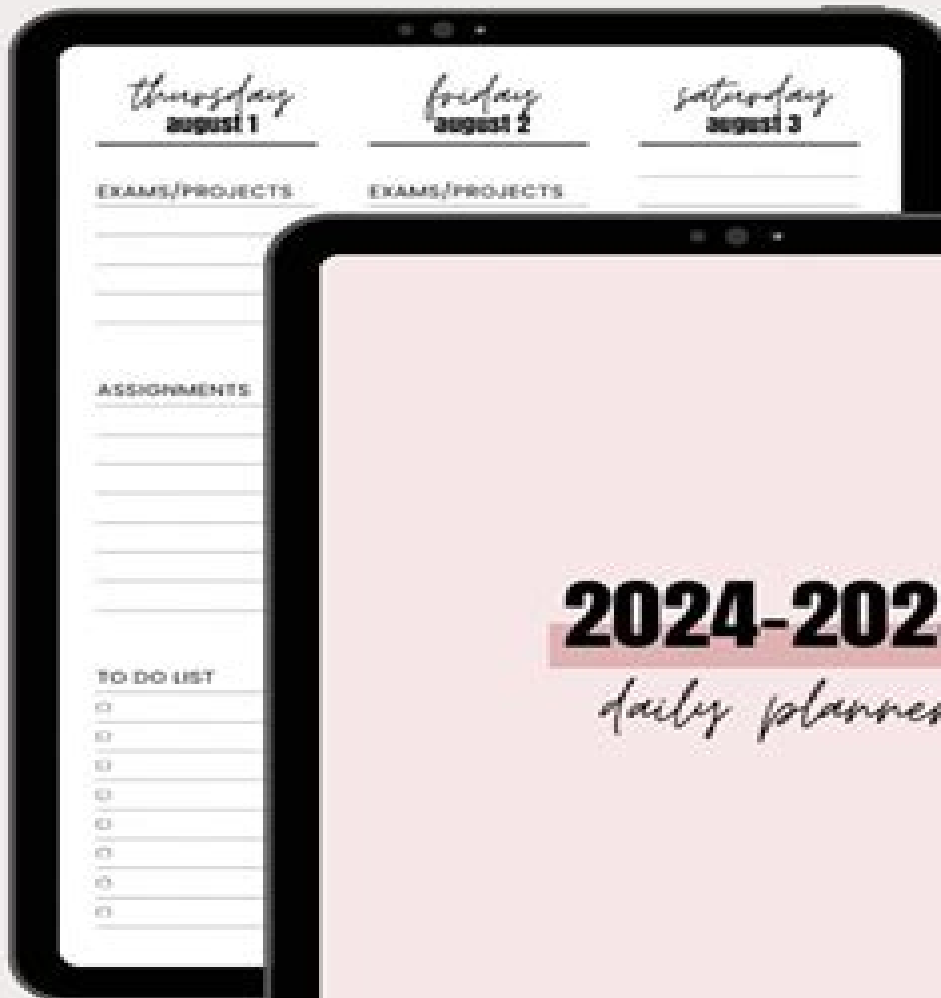 thursday
august 1
friday
august 2
saturday
august 3
EXAMS/PROJECTS
EXAMS/PROJECTS
ASSIGNMENTS
TO DO LIST
2024-202
daily planner